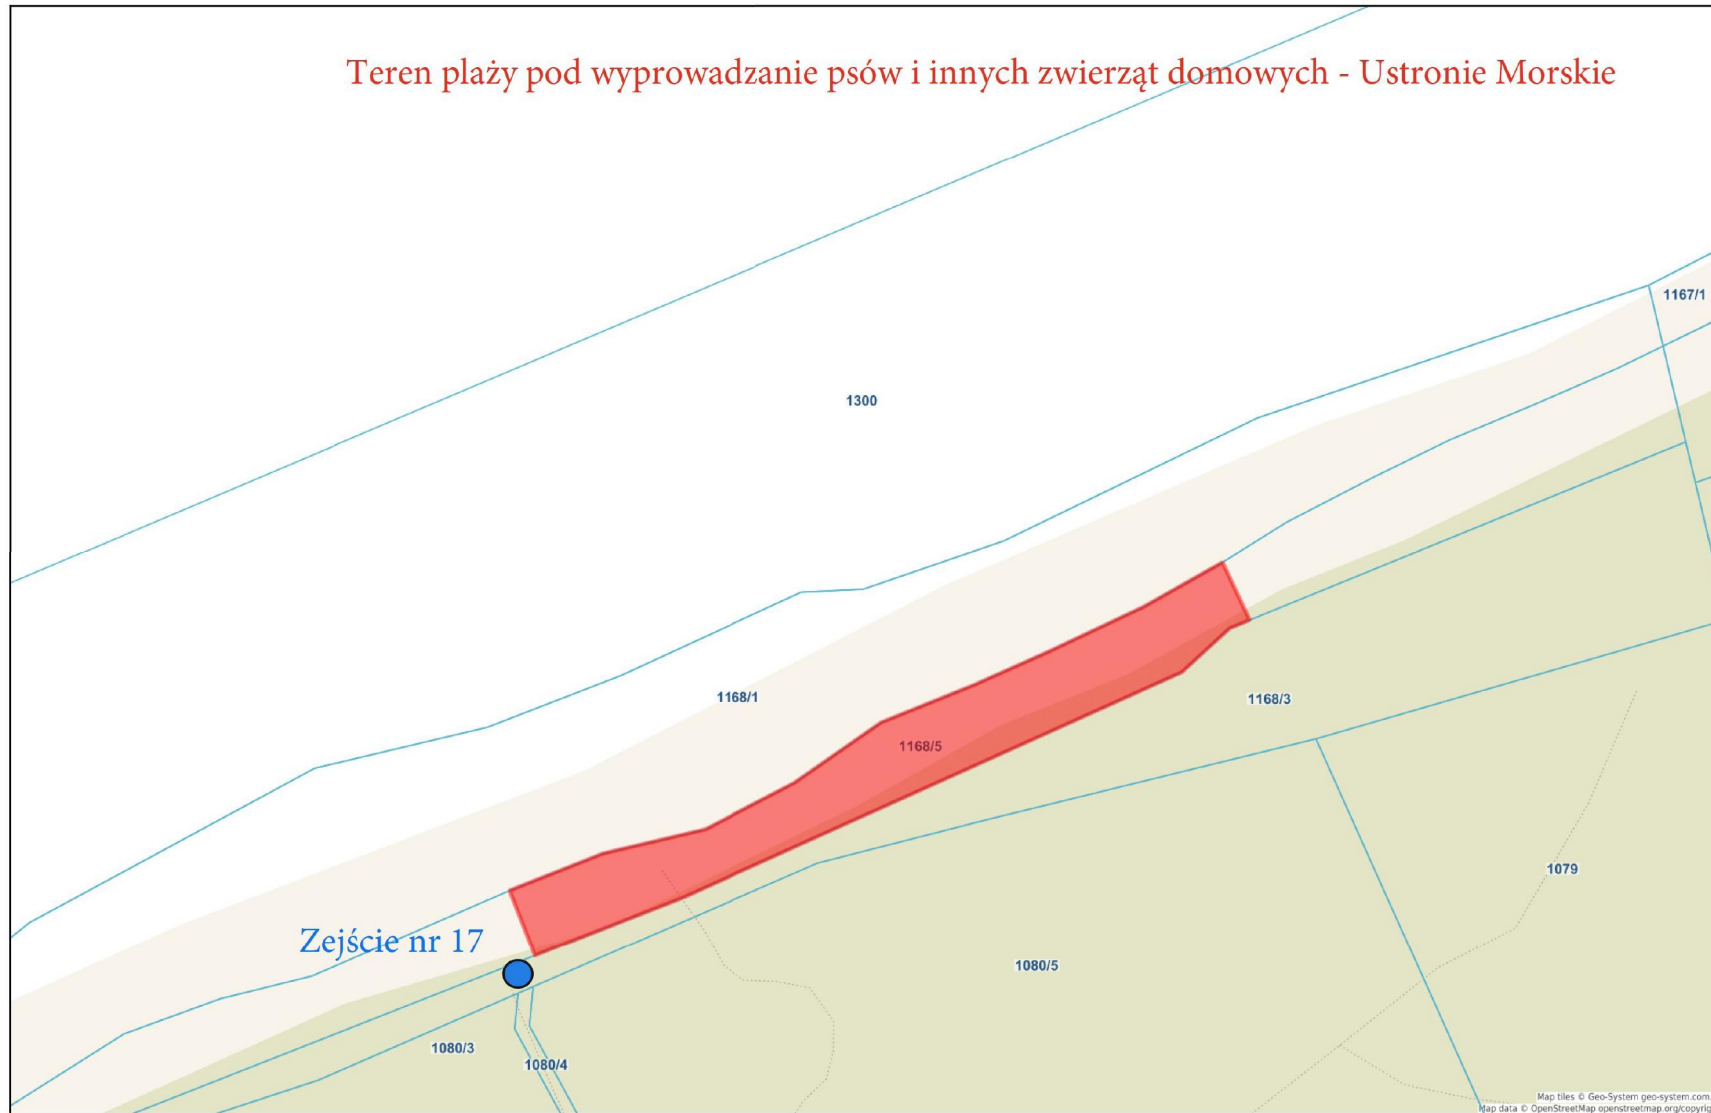 Teren plaży pod wyprowadzanie psów i innych zwierząt domowych - Ustronie Morskie
1167/1
1300
1168/1
1168/3
1168/5
1079
Zejście nr 17
1080/5
1080/3
1080/4
Map tiles © Geo-System geo-system.com.
Map data © OpenStreetMap openstreetmap.org/copyrig